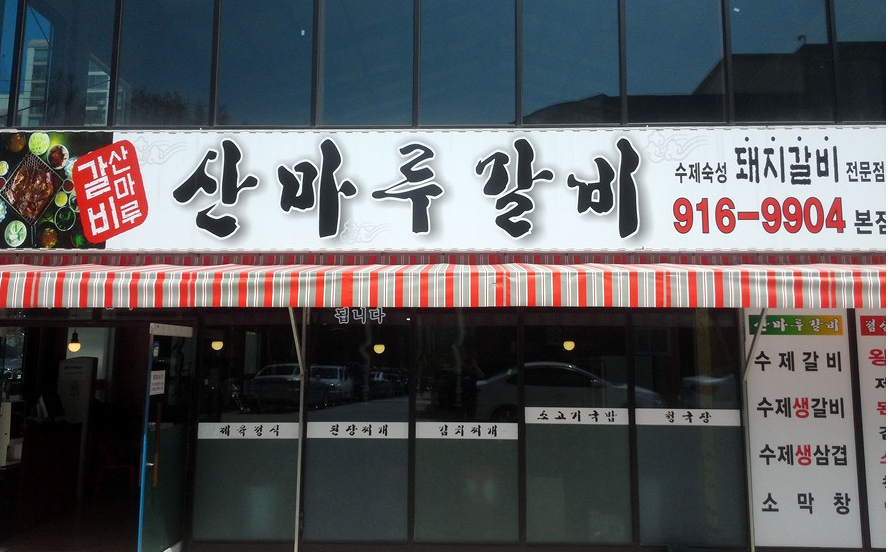 산마루
갈비
산마루갈비
수제숙성 돼지갈비 전문점
916-9904 본점
됩니다
제육정식
된장찌개
김치찌개
소고기국밥
청국장
산마루갈비
수제갈비
수제생갈비
수제생삼겹
소막창
점심
왕